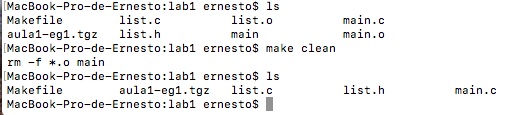 MacBook-Pro-de-Ernesto:lab1 ernesto$ ls
Makefile list.c list.o main.c
aula1-eg1.tgz list.h main main.o
MacBook-Pro-de-Ernesto:lab1 ernesto$ make clean
rm -f *.o main
MacBook-Pro-de-Ernesto:lab1 ernesto$ ls
Makefile aula1-eg1.tgz list.c list.h main.c
MacBook-Pro-de-Ernesto:lab1 ernesto$